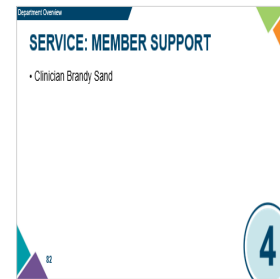 Department Overview
SERVICE: MEMBER SUPPORT
• Clinician Brandy Sand
82
4